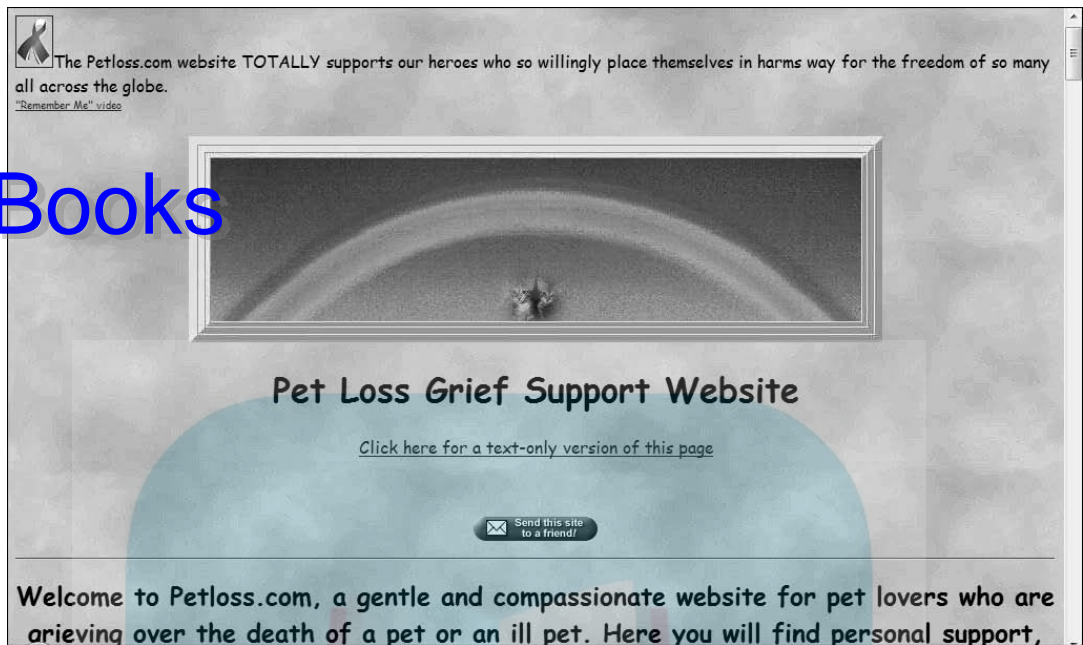 The Petloss.com website TOTALLY supports our heroes who so willingly place themselves in harms way for the freedom of so many
all across the globe.
"Remember Me" video
Books
Pet Loss Grief Support Website
Click here for a text-only version of this page
Send this site
to a friend!
Welcome to Petloss.com, a gentle and compassionate website for pet lovers who are
grieving over the death of a pet or an ill pet. Here you will find personal support,